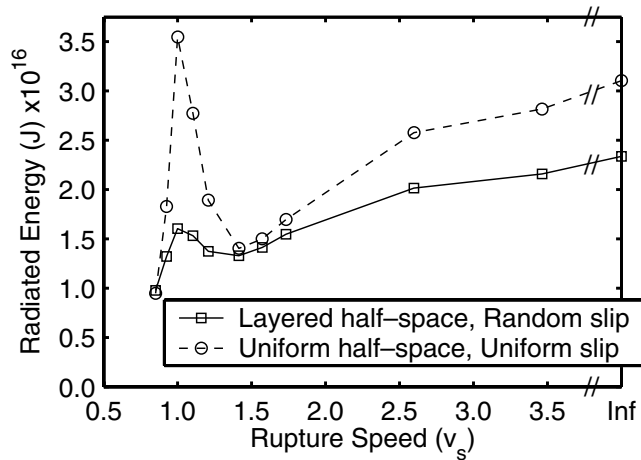 Radiated Energy (J) x10^16
3.5
3.0
2.5
2.0
1.5
1.0
0.5
0.0
Layered half–space, Random slip
Uniform half–space, Uniform slip
0.5 1.0 1.5 2.0 2.5 3.0 3.5 Inf
Rupture Speed (v_s)